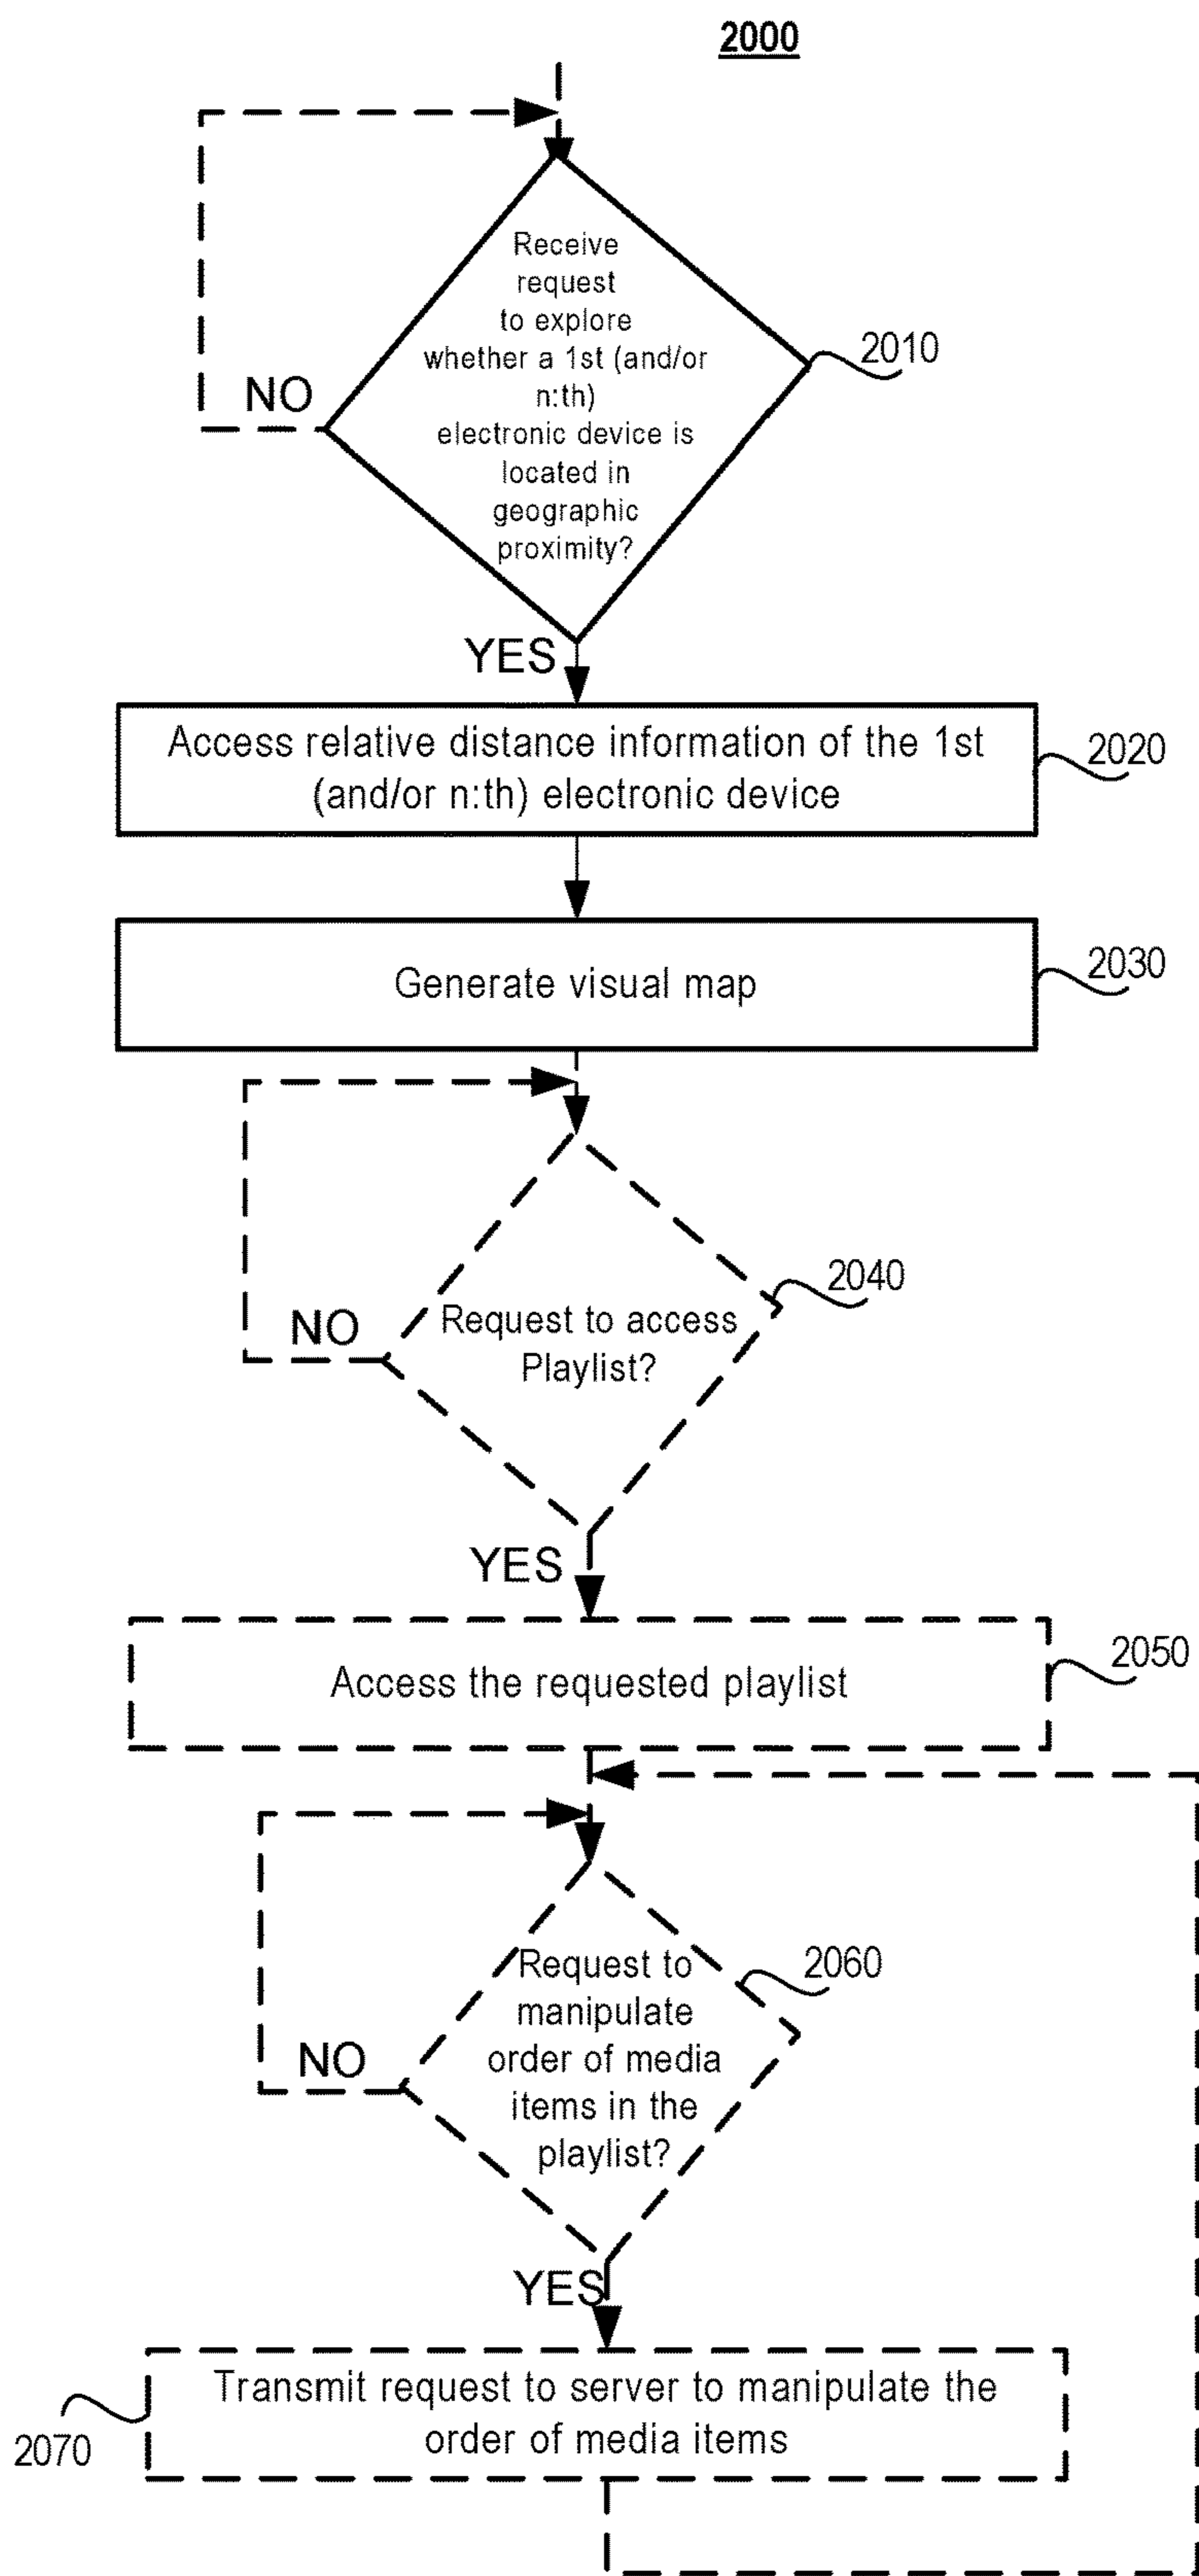 2000
Receive
request
to explore
whether a 1st (and/or
n:th)
electronic device is
located in
geographic
proximity?
2010
NO
YES
Access relative distance information of the 1st
(and/or n:th) electronic device
2020
Generate visual map
2030
Request to access
Playlist?
2040
NO
YES
Access the requested playlist
2050
Request to
manipulate
order of media
items in the
playlist?
2060
NO
YES
Transmit request to server to manipulate the
order of media items
2070